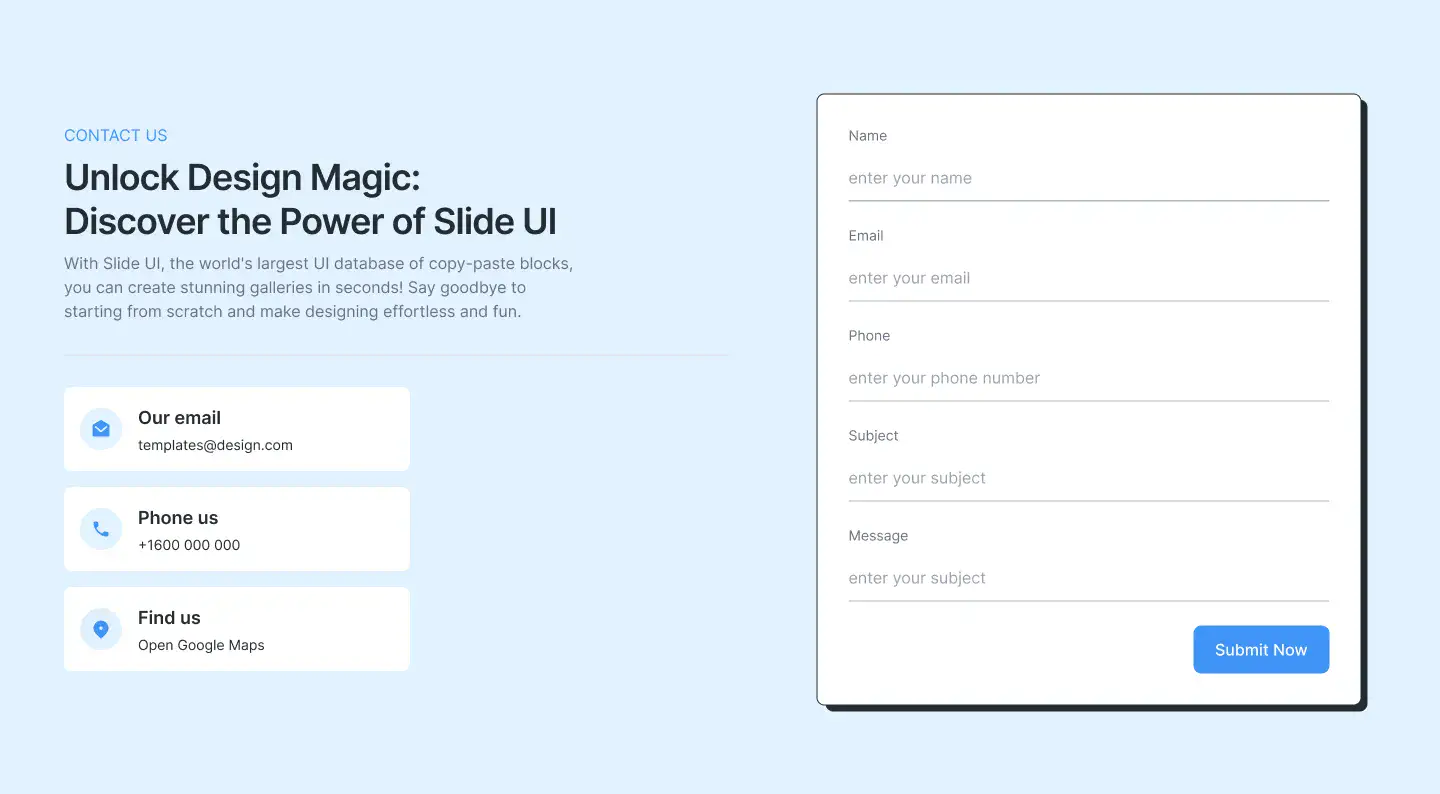 CONTACT US
Unlock Design Magic:
Discover the Power of Slide UI
With Slide UI, the world's largest UI database of copy-paste blocks,
you can create stunning galleries in seconds! Say goodbye to
starting from scratch and make designing effortless and fun.
Our email
templates@design.com
Phone us
+1600 000 000
Find us
Open Google Maps
Name
enter your name
Email
enter your email
Phone
enter your phone number
Subject
enter your subject
Message
enter your subject
Submit Now